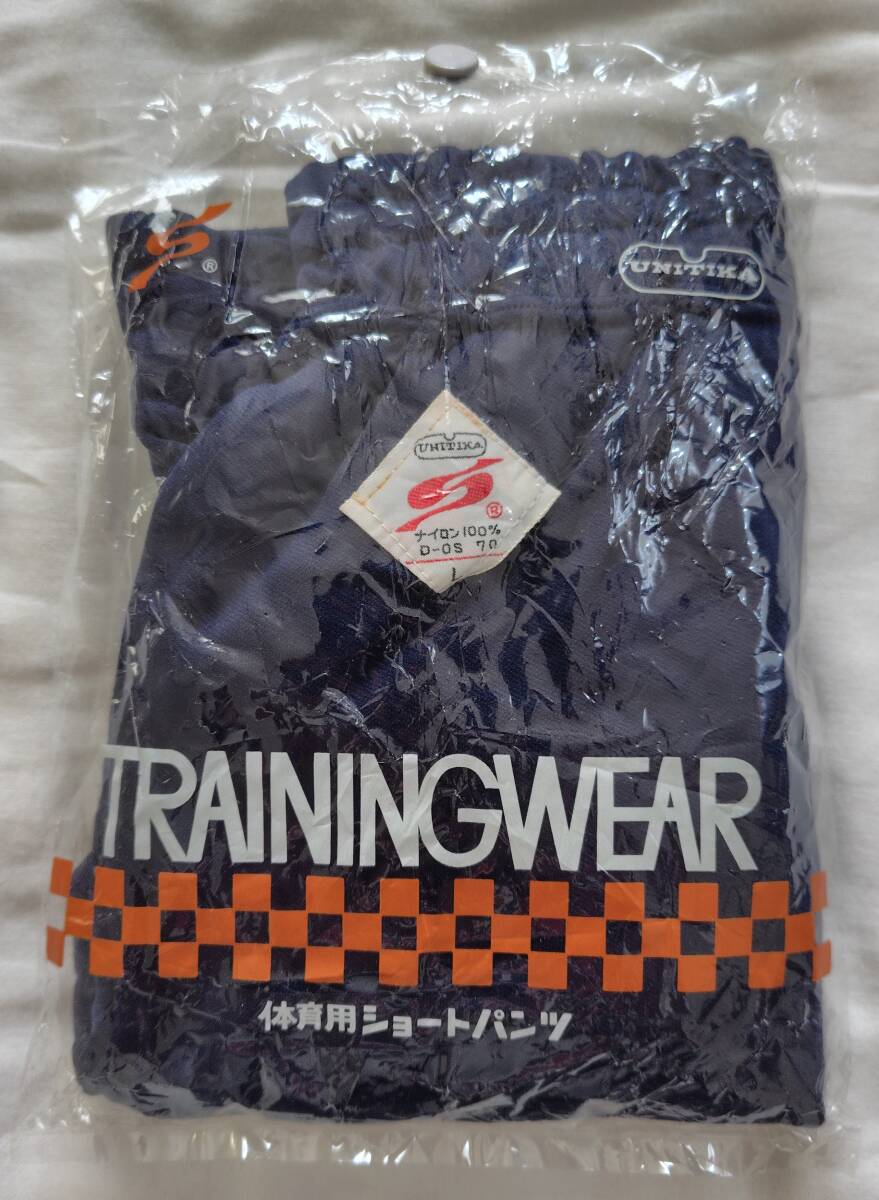 ®
UNITIKA
UNITIKA
®
ナイロン100%
D-OS 70
L
TRAININGWEAR
体育用ショートパンツ